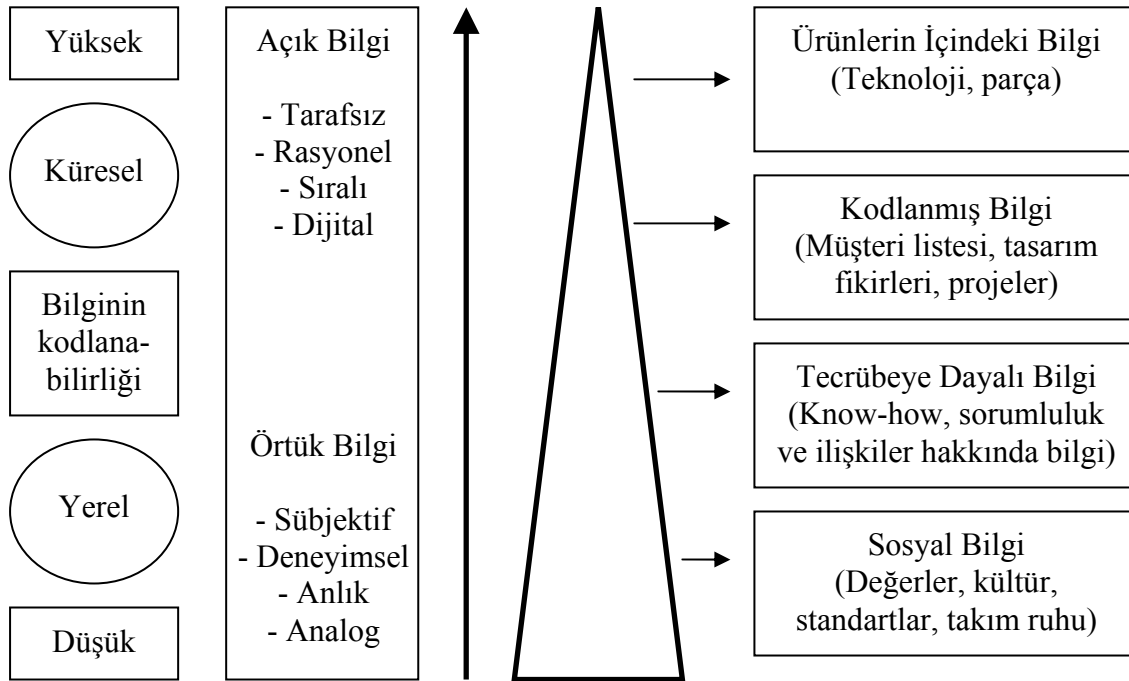 Yüksek
Küresel
Bilginin
kodlana-
bilirliği
Yerel
Düşük
Açık Bilgi
- Tarafsız
- Rasyonel
- Sıralı
- Dijital
Örtük Bilgi
- Sübjektif
- Deneyimsel
- Anlık
- Analog
Ürünlerin İçindeki Bilgi
(Teknoloji, parça)
Kodlanmış Bilgi
(Müşteri listesi, tasarım
fikirleri, projeler)
Tecrübeye Dayalı Bilgi
(Know-how, sorumluluk
ve ilişkiler hakkında bilgi)
Sosyal Bilgi
(Değerler, kültür,
standartlar, takım ruhu)